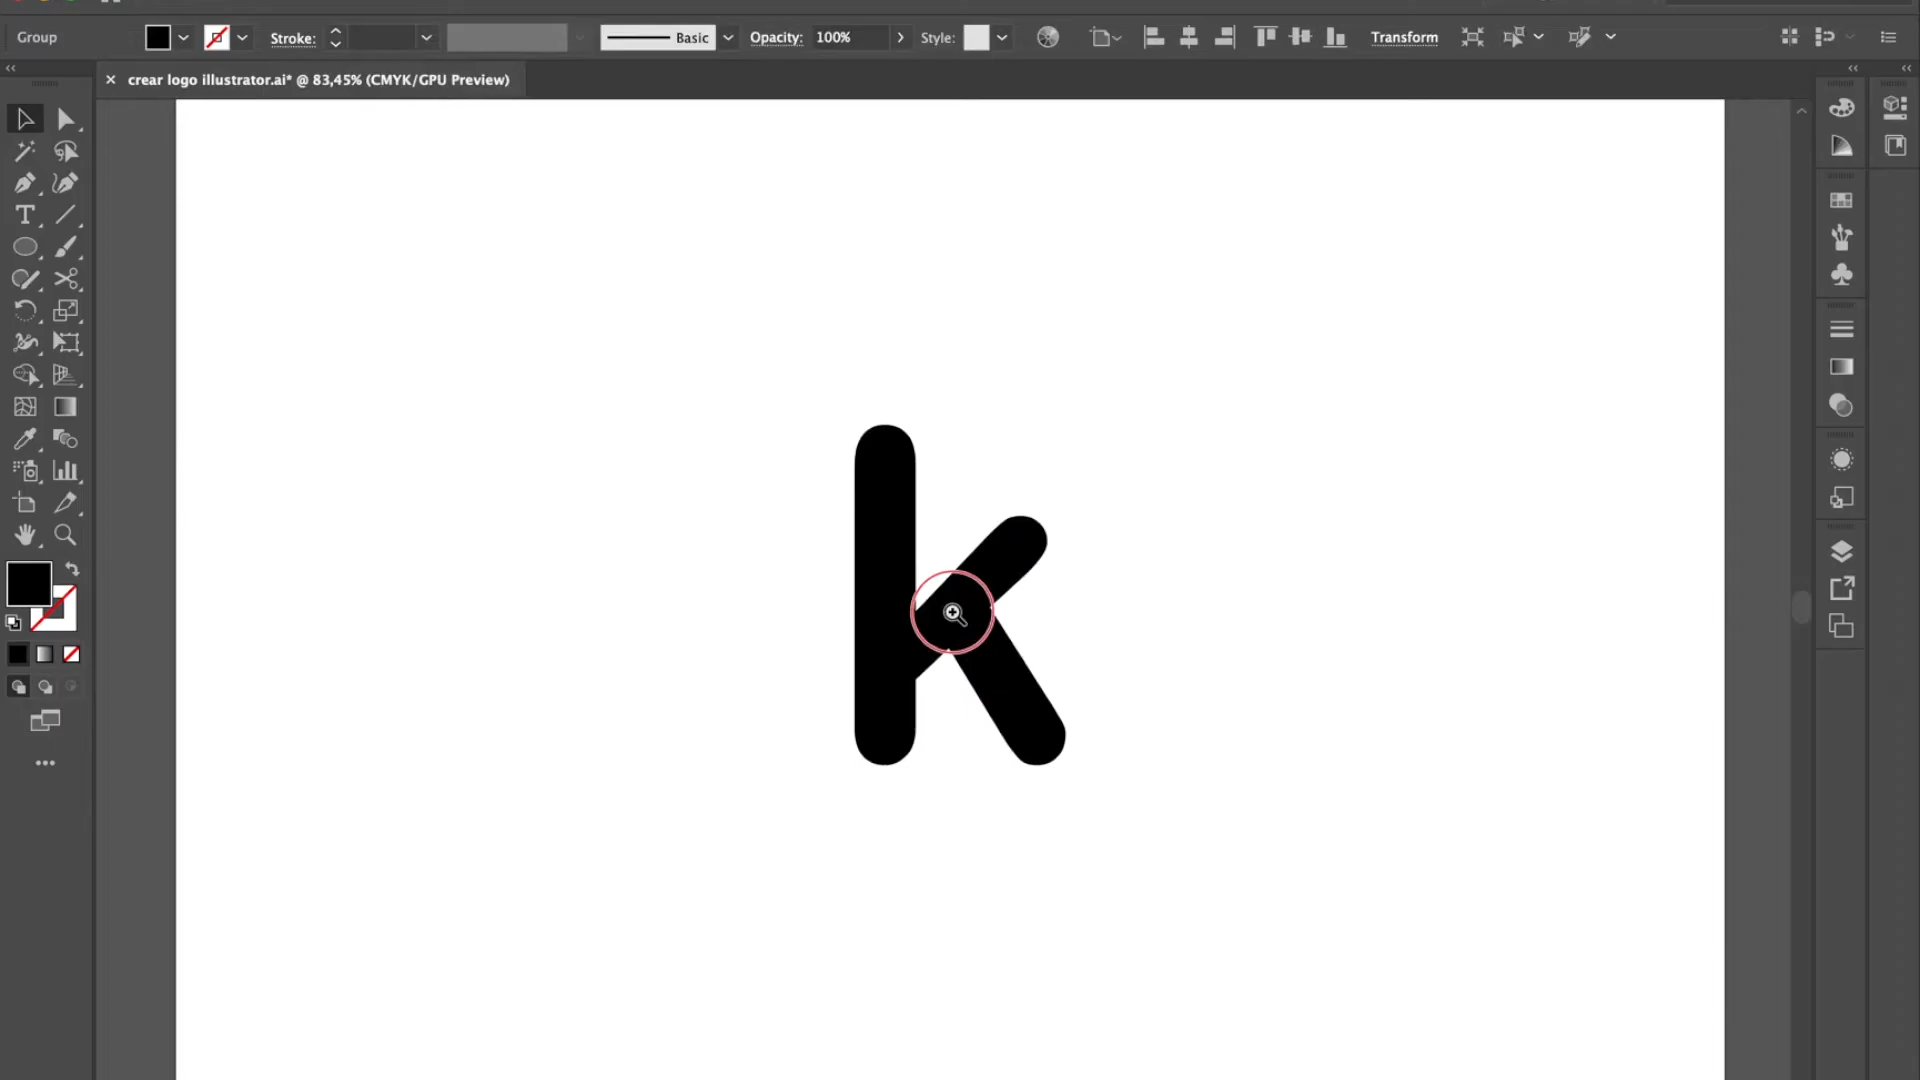 Group
Stroke:
Basic
Opacity: 100%
Style:
Transform
× crear logo illustrator.ai* @ 83,45% (CMYK/GPU Preview)
k